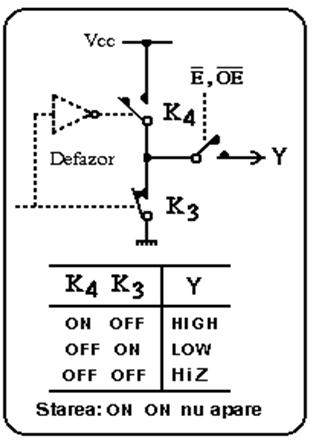 Vcc
E̅, O̅E̅
K4
Y
Defazor
K3
K4 K3 Y
ON OFF HIGH
OFF ON LOW
OFF OFF HiZ
Starea: ON ON nu apare